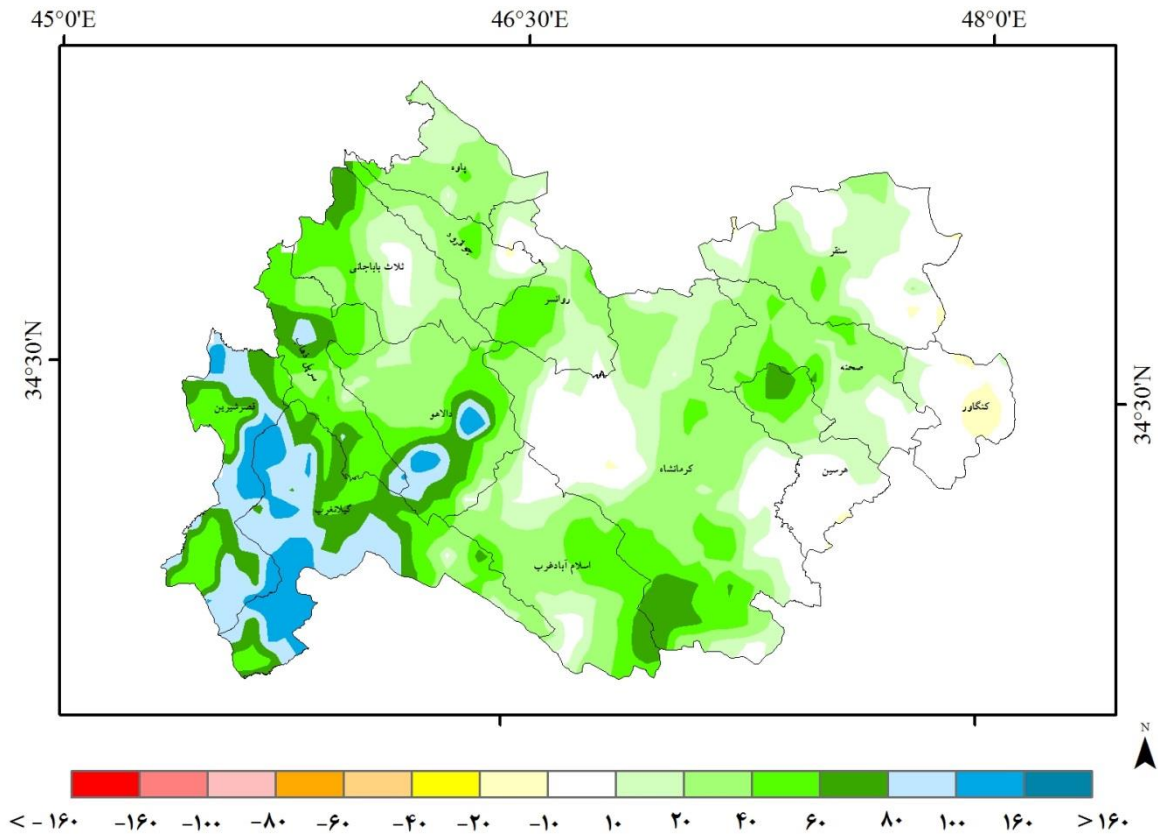 45°0'E 46°30'E 48°0'E
34°30'N
34°30'N
پاوه
جوانرود
ثلاث باباجانی
روانسر
سنقر
صحنه
کنگاور
قصرشیرین
دالاهو
هرسین
کرمانشاه
گیلانغرب
اسلام آبادغرب
N
< -۱۶۰ -۱۶۰ -۱۰۰ -۸۰ -۶۰ -۴۰ -۲۰ -۱۰ ۱۰ ۲۰ ۴۰ ۶۰ ۸۰ ۱۰۰ ۱۶۰ > ۱۶۰